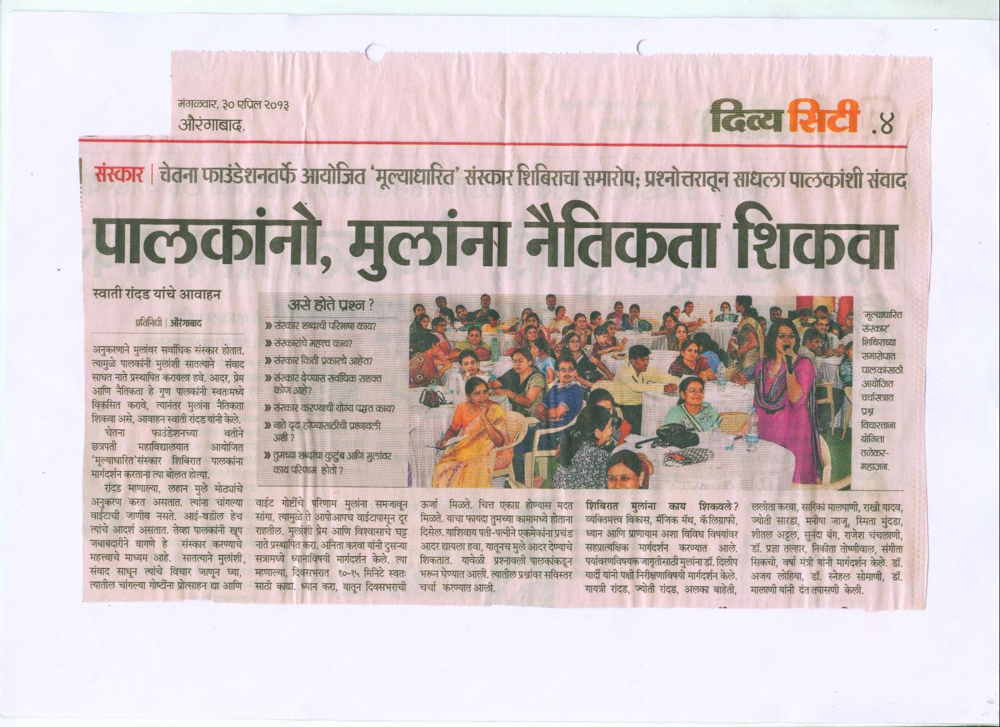 मंगळवार, ३० एप्रिल २०१३
औरंगाबाद.
दिव्य सिटी .४
संस्कार | चेतना फाउंडेशनतर्फे आयोजित ‘मूल्याधारित’ संस्कार शिबिराचा समारोप; प्रश्नोत्तरातून साधला पालकांशी संवाद
पालकांनो, मुलांना नैतिकता शिकवा
स्वाती रांदड यांचे आवाहन
प्रतिनिधी | औरंगाबाद
अनुकरणाने मुलांवर सर्वाधिक संस्कार होतात.
त्यामुळे पालकांनी मुलांशी सातत्याने संवाद
साधत नाते प्रस्थापित करायला हवे. आदर, प्रेम
आणि नैतिकता हे गुण पालकांनी स्वतःमध्ये
विकसित करावे, त्यानंतर मुलांना नैतिकता
शिकवा असे, आवाहन स्वाती रांदड यांनी केले.
चेतना फाउंडेशनच्या वतीने
छत्रपती महाविद्यालयात आयोजित
‘मूल्याधारित’संस्कार शिबिरात पालकांना
मार्गदर्शन करताना त्या बोलत होत्या.
रांदड म्हणाल्या, लहान मुले मोठ्यांचे
अनुकरण करत असतात. त्यांना चांगल्या
वाईटाची जाणीव नसते. आई-वडील हेच
त्यांचे आदर्श असतात. तेव्हा पालकांनी खूप
जबाबदारीने वागणे हे संस्कार करण्याचे
महत्त्वाचे माध्यम आहे. सातत्याने मुलांशी
संवाद साधून त्यांचे विचार जाणून घ्या,
त्यातील चांगल्या गोष्टींना प्रोत्साहन द्या आणि
असे होते प्रश्न ?
» संस्कार शब्दाची परिभाषा काय?
» संस्कारांचे महत्त्व काय?
» संस्कार किती प्रकारचे आहेत?
» संस्कार देण्यास सर्वाधिक सशक्त
कोण आहे?
» संस्कार करण्याची योग्य पद्धत काय?
» नाते दृढ होण्यासाठीची प्रश्नावली
अशी ?
» तुमच्या शब्दांचा कुटुंब आणि मुलांवर
काय परिणाम होतो ?
‘मूल्याधारित
संस्कार’
शिबिराच्या
समारोपात
पालकांसाठी
आयोजित
चर्चासत्रात
प्रश्न
विचारताना
योगिता
तळेकर-
महाजन.
वाईट गोष्टींचे परिणाम मुलांना समजावून
सांगा, त्यामुळे ते आपोआपच वाईटापासून दूर
राहतील. मुलांशी प्रेम आणि विश्वासाचे घट्ट
नाते प्रस्थापित करा. अनिता करवा यांनी दुसऱ्या
सत्रामध्ये ध्यानाविषयी मार्गदर्शन केले. त्या
म्हणाल्या, दिवसभरात १०-१५ मिनिटे स्वतः
साठी काढा. ध्यान करा, यातून दिवसभराची
ऊर्जा मिळते. चित्त एकाग्र होण्यास मदत
मिळते. याचा फायदा तुमच्या कामामध्ये होताना
दिसेल. याशिवाय पती-पत्नीने एकमेकांना प्रचंड
आदर द्यायला हवा, यातूनच मुले आदर देण्याचे
शिकतात. यावेळी प्रश्नावली पालकांकडून
भरून घेण्यात आली. त्यातील प्रश्नांवर सविस्तर
चर्चा करण्यात आली.
शिबिरात मुलांना काय शिकवले?
व्यक्तिमत्त्व विकास, मॅजिक मॅथ, कॅलिग्राफी,
ध्यान आणि प्राणायाम अशा विविध विषयांवर
सहप्रात्यक्षिक मार्गदर्शन करण्यात आले.
पर्यावरणविषयक जागृतीसाठी मुलांना डॉ. दिलीप
यार्दी यांनी पक्षी निरीक्षणाविषयी मार्गदर्शन केले.
गायत्री रांदड, ज्योती रांदड, अलका बाहेती,
ललीता करवा, सारिका मालपाणी, राखी यादव,
ज्योती सारडा, मनीषा जाजू, स्मिता मुंदडा,
शीतल अट्टल, सुनंदा बंग, राजेश चंचलाणी,
डॉ. प्रज्ञा तल्हार, निकीता तोष्णीवाल, संगीता
सिकची, वर्षा मंत्री यांनी मार्गदर्शन केले. डॉ.
अजय लोहिया, डॉ. स्नेहल सोमाणी, डॉ.
मालाणी यांनी दंत तपासणी केली.